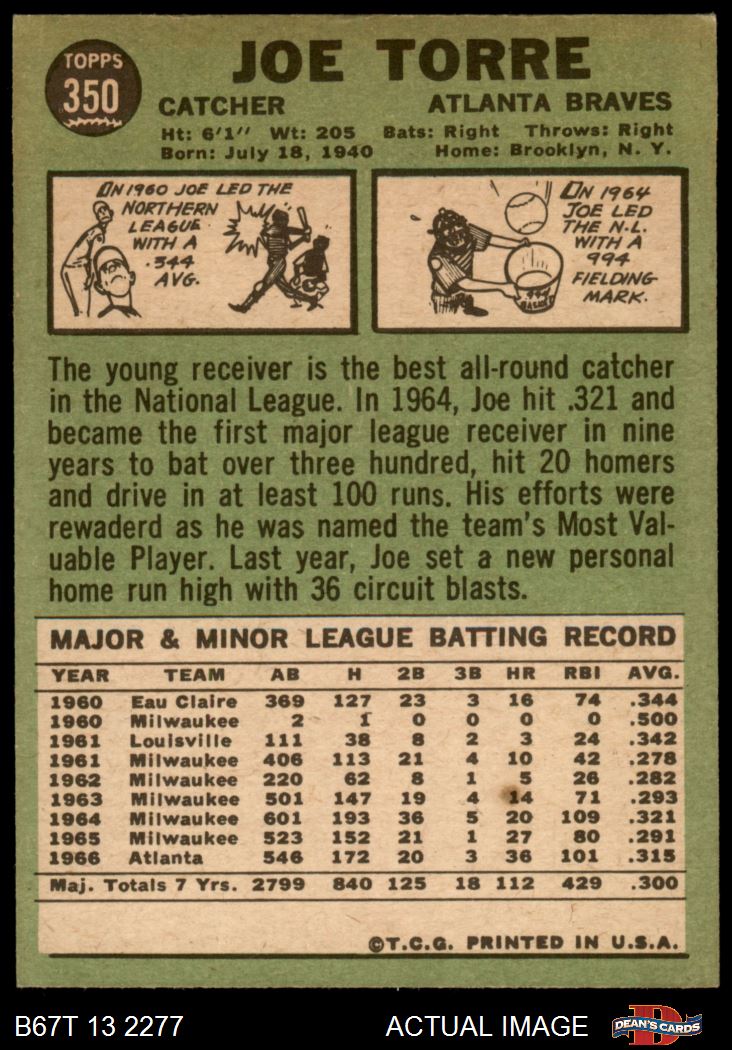 TOPPS
350
JOE TORRE
CATCHER ATLANTA BRAVES
Ht: 6'1" Wt: 205 Bats: Right Throws: Right
Born: July 18, 1940 Home: Brooklyn, N. Y.
IN 1960 JOE LED THE
NORTHERN
LEAGUE
WITH A
.344
AVG.
IN 1964
JOE LED
THE N.L.
WITH A
994
FIELDING
MARK.
The young receiver is the best all-round catcher
in the National League. In 1964, Joe hit .321 and
became the first major league receiver in nine
years to bat over three hundred, hit 20 homers
and drive in at least 100 runs. His efforts were
rewaderd as he was named the team's Most Val-
uable Player. Last year, Joe set a new personal
home run high with 36 circuit blasts.
MAJOR & MINOR LEAGUE BATTING RECORD
YEAR TEAM AB H 2B 3B HR RBI AVG.
1960 Eau Claire 369 127 23 3 16 74 .344
1960 Milwaukee 2 1 0 0 0 0 .500
1961 Louisville 111 38 8 2 3 24 .342
1961 Milwaukee 406 113 21 4 10 42 .278
1962 Milwaukee 220 62 8 1 5 26 .282
1963 Milwaukee 501 147 19 4 14 71 .293
1964 Milwaukee 601 193 36 5 20 109 .321
1965 Milwaukee 523 152 21 1 27 80 .291
1966 Atlanta 546 172 20 3 36 101 .315
Maj. Totals 7 Yrs. 2799 840 125 18 112 429 .300
©T.C.G. PRINTED IN U.S.A.
B67T 13 2277 ACTUAL IMAGE
DEAN'S CARDS